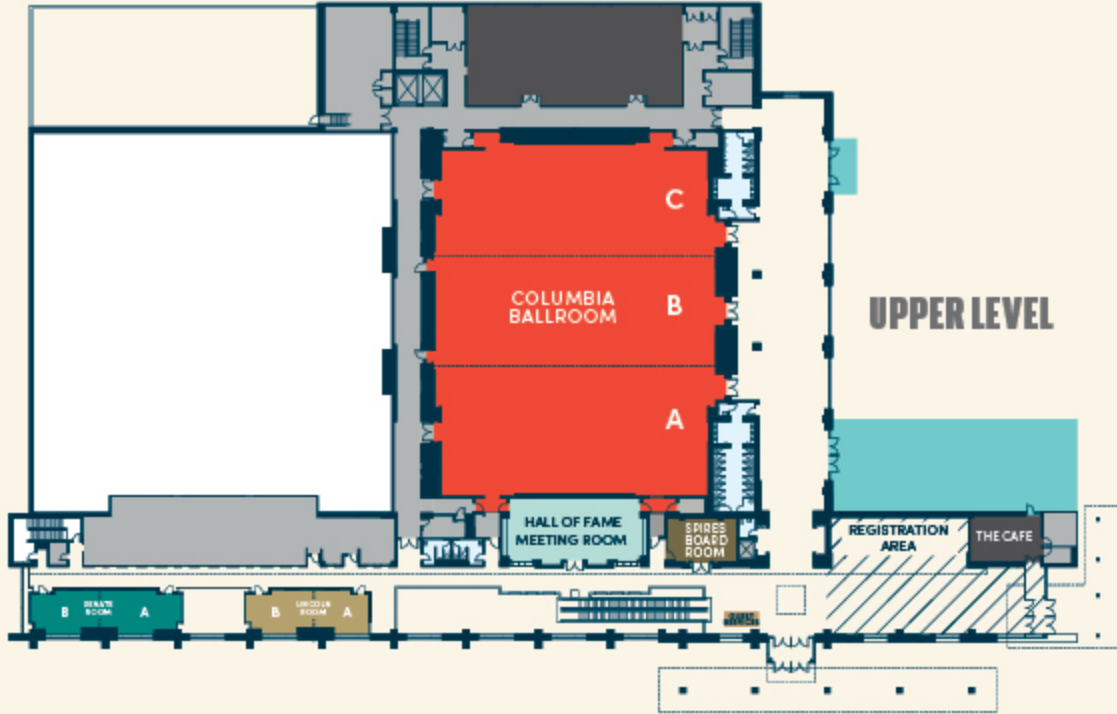 C
COLUMBIA
BALLROOM
B
UPPER LEVEL
A
HALL OF FAME
MEETING ROOM
SPIRES
BOARD
ROOM
REGISTRATION
AREA
THE CAFE
B
SENATE
ROOM
A
B
LINCOLN
ROOM
A